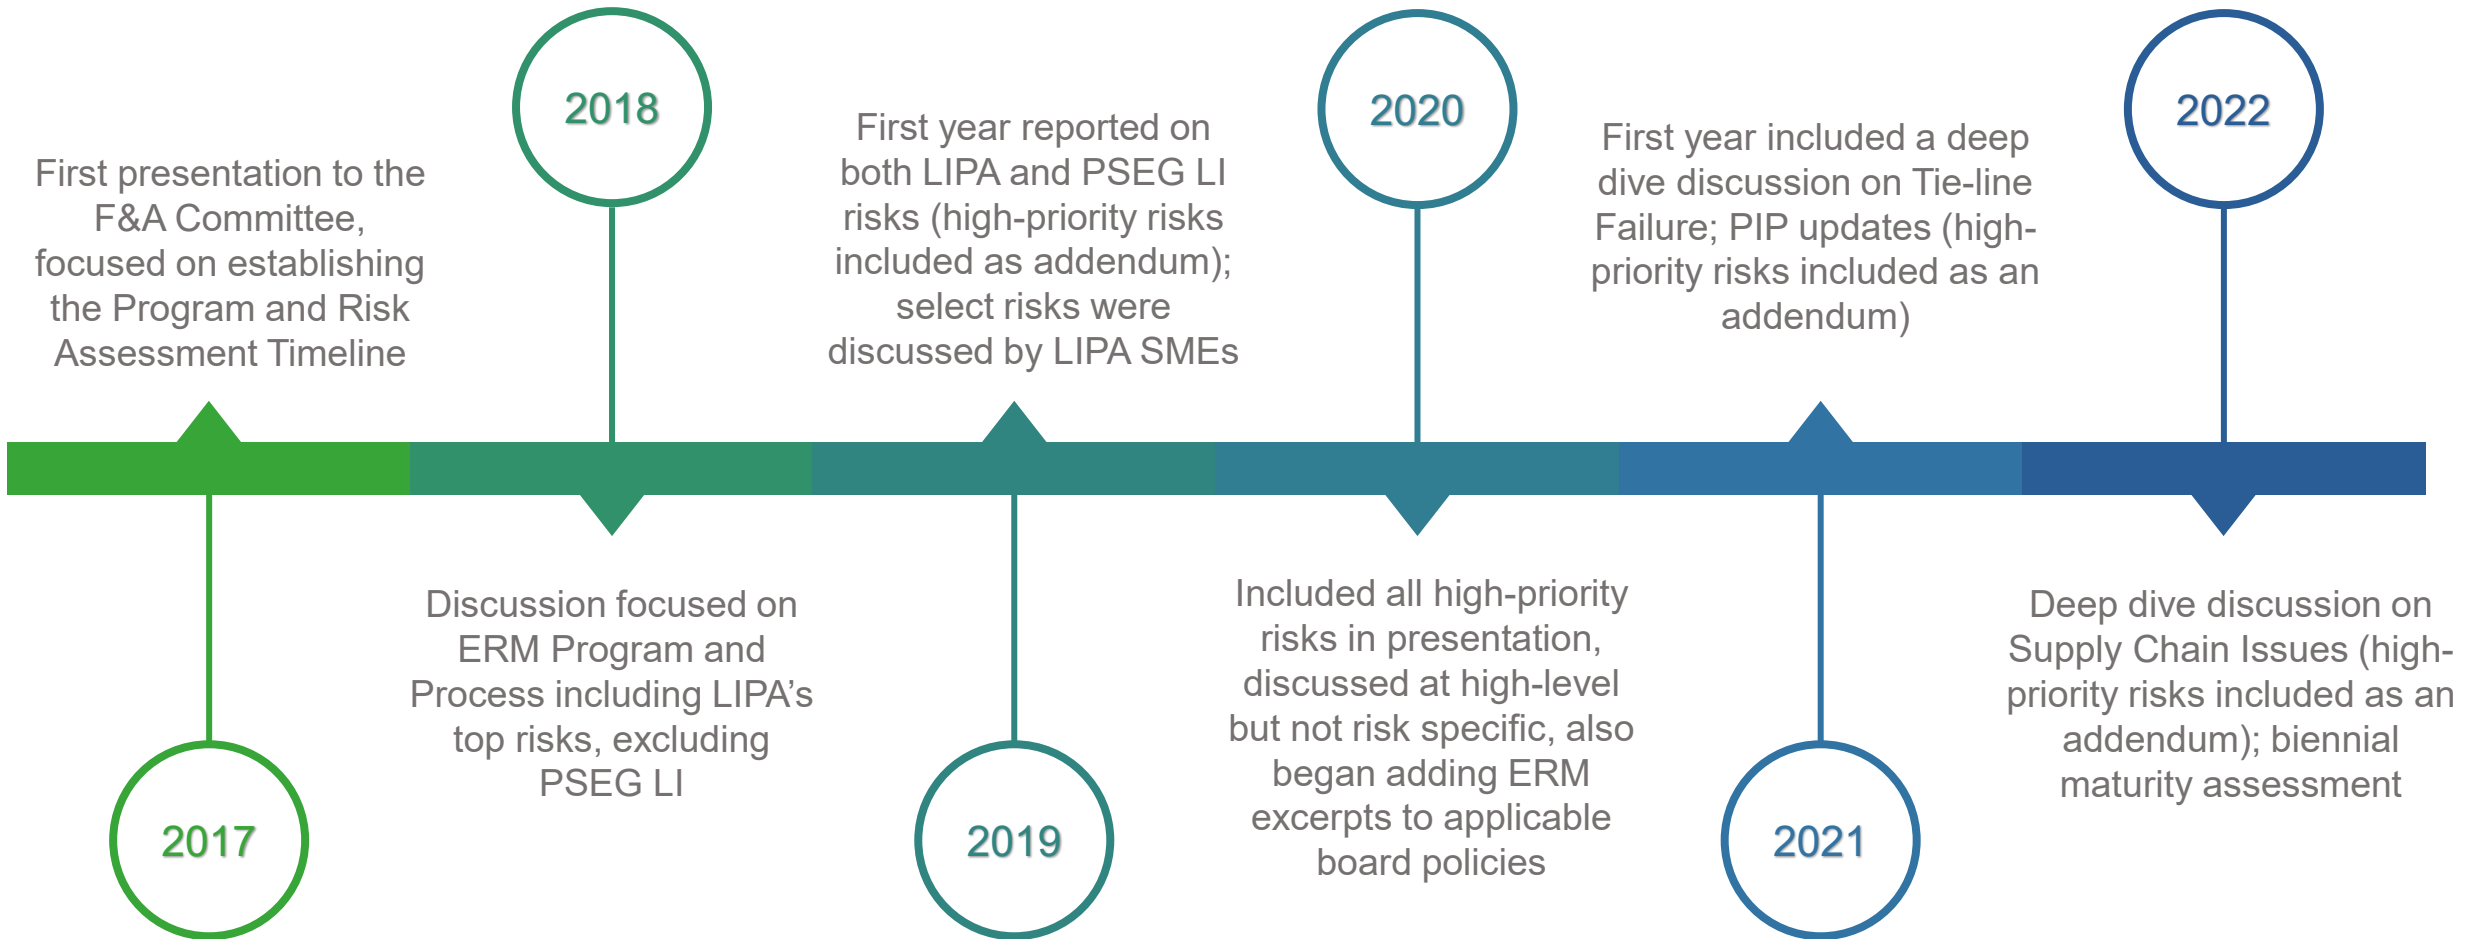 2017
First presentation to the
F&A Committee,
focused on establishing
the Program and Risk
Assessment Timeline
2018
Discussion focused on
ERM Program and
Process including LIPA’s
top risks, excluding
PSEG LI
2019
First year reported on
both LIPA and PSEG LI
risks (high-priority risks
included as addendum);
select risks were
discussed by LIPA SMEs
2020
Included all high-priority
risks in presentation,
discussed at high-level
but not risk specific, also
began adding ERM
excerpts to applicable
board policies
2021
First year included a deep
dive discussion on Tie-line
Failure; PIP updates (high-
priority risks included as an
addendum)
2022
Deep dive discussion on
Supply Chain Issues (high-
priority risks included as an
addendum); biennial
maturity assessment